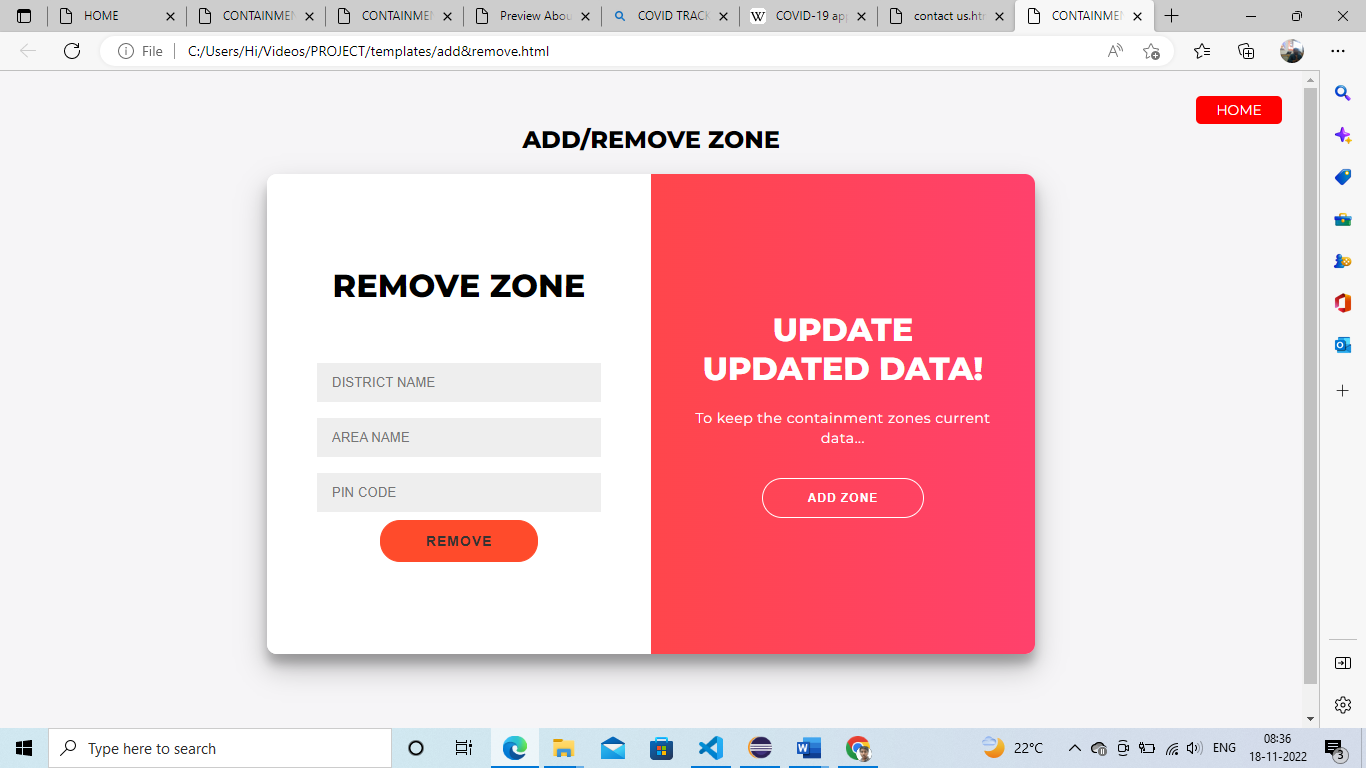 HOME
CONTAINMEN
CONTAINMEN
Preview Abou
COVID TRACK
COVID-19 app
contact us.htm
CONTAINMEN
File
C:/Users/Hi/Videos/PROJECT/templates/add&remove.html
HOME
ADD/REMOVE ZONE
REMOVE ZONE
DISTRICT NAME
AREA NAME
PIN CODE
REMOVE
UPDATE
UPDATED DATA!
To keep the containment zones current
data...
ADD ZONE
Type here to search
22°C
ENG
08:36
18-11-2022
3